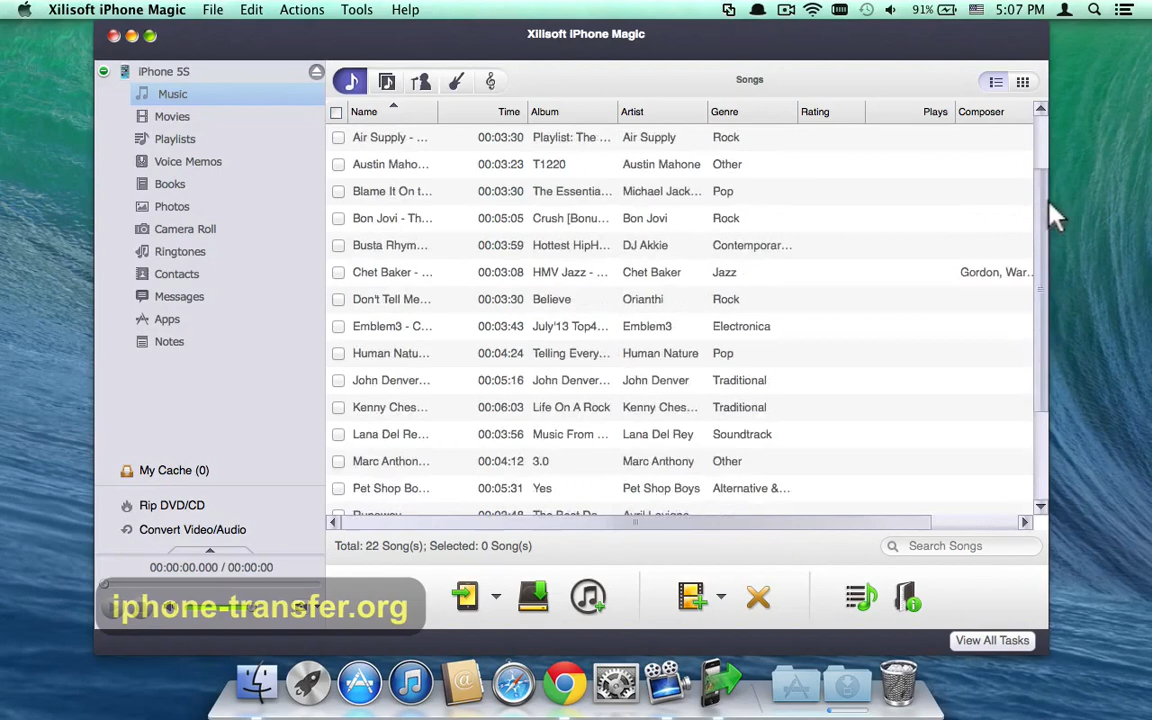 Xilisoft iPhone Magic File Edit Actions Tools Help 91% 5:07 PM
Xilisoft iPhone Magic
iPhone 5S
Music
Movies
Playlists
Voice Memos
Books
Photos
Camera Roll
Ringtones
Contacts
Messages
Apps
Notes
My Cache (0)
Rip DVD/CD
Convert Video/Audio
00:00:00.000 / 00:00:00
iphone-transfer.org
Songs
Name Time Album Artist Genre Rating Plays Composer
Air Supply - ... 00:03:30 Playlist: The ... Air Supply Rock
Austin Maho... 00:03:23 T1220 Austin Mahone Other
Blame It On t... 00:03:30 The Essentia... Michael Jack... Pop
Bon Jovi - Th... 00:05:05 Crush [Bonu... Bon Jovi Rock
Busta Rhym... 00:03:59 Hottest HipH... DJ Akkie Contemporar...
Chet Baker - ... 00:03:08 HMV Jazz - ... Chet Baker Jazz Gordon, War...
Don't Tell Me... 00:03:30 Believe Orianthi Rock
Emblem3 - C... 00:03:43 July'13 Top4... Emblem3 Electronica
Human Natu... 00:04:24 Telling Every... Human Nature Pop
John Denver... 00:05:16 John Denver... John Denver Traditional
Kenny Ches... 00:06:03 Life On A Rock Kenny Ches... Traditional
Lana Del Re... 00:03:56 Music From ... Lana Del Rey Soundtrack
Marc Anthon... 00:04:12 3.0 Marc Anthony Other
Pet Shop Bo... 00:05:31 Yes Pet Shop Boys Alternative &...
Total: 22 Song(s); Selected: 0 Song(s) Search Songs
View All Tasks